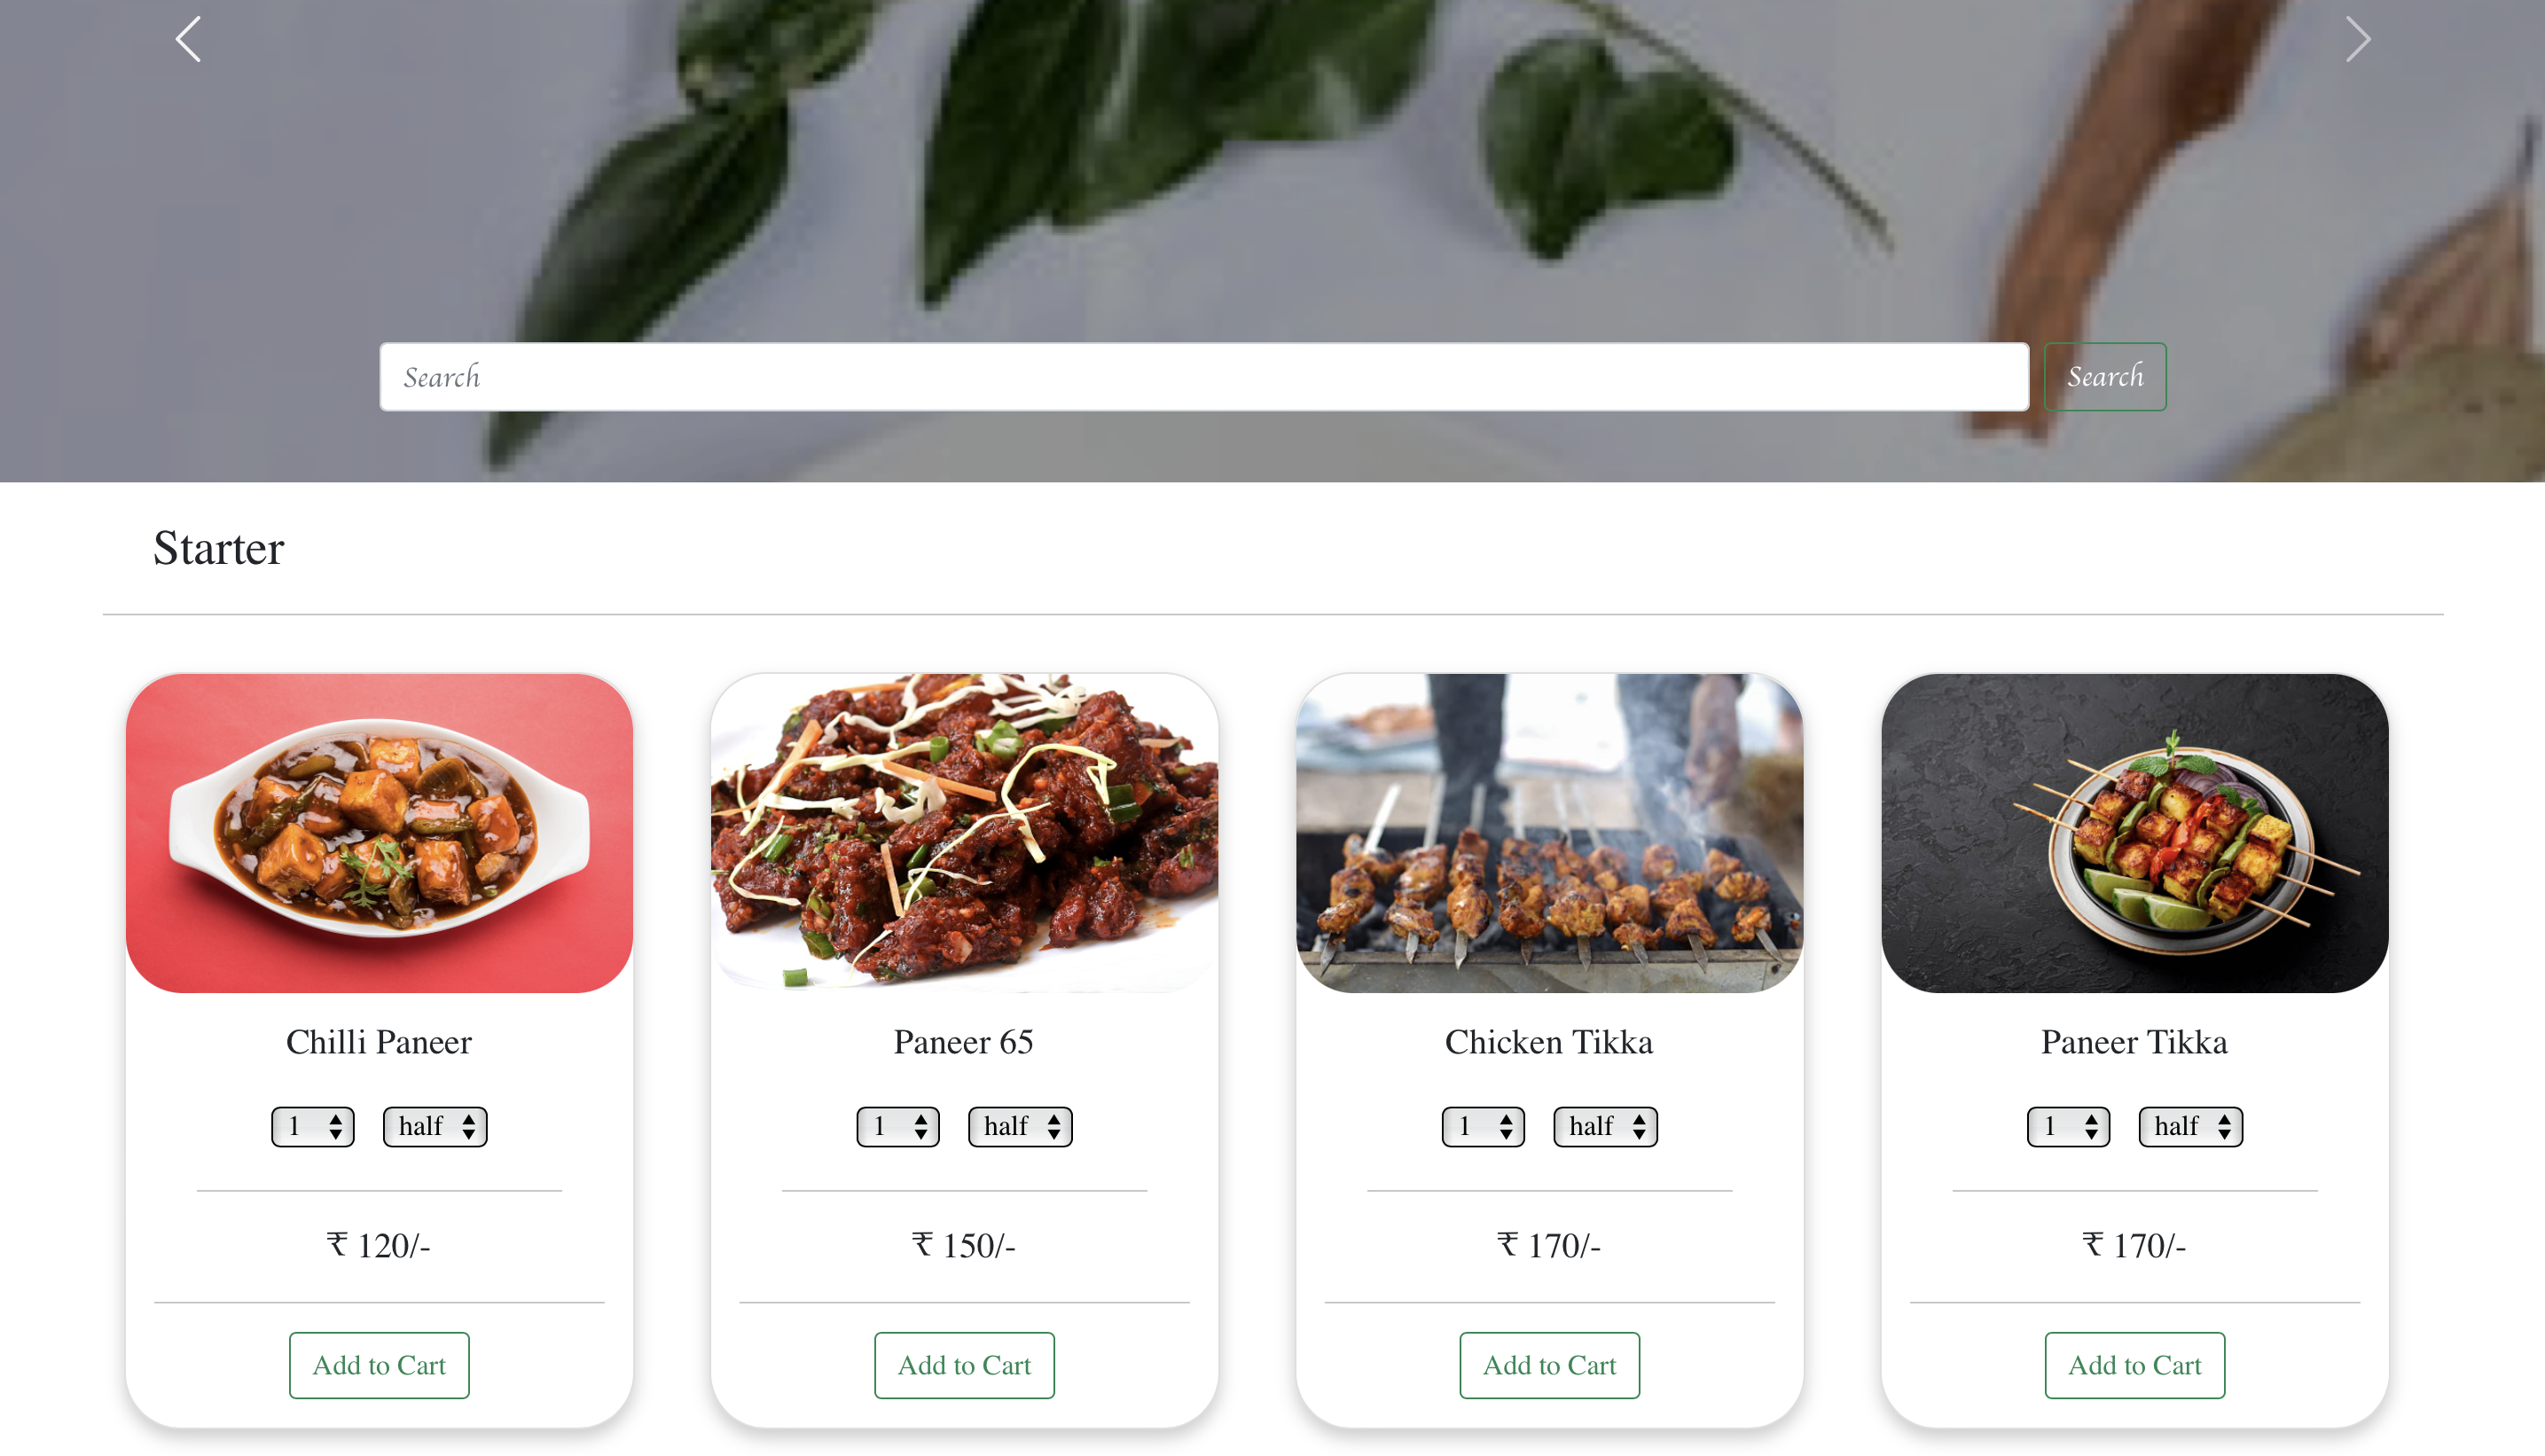 Search Search
Starter
Chilli Paneer
1 half
₹ 120/-
Add to Cart
Paneer 65
1 half
₹ 150/-
Add to Cart
Chicken Tikka
1 half
₹ 170/-
Add to Cart
Paneer Tikka
1 half
₹ 170/-
Add to Cart